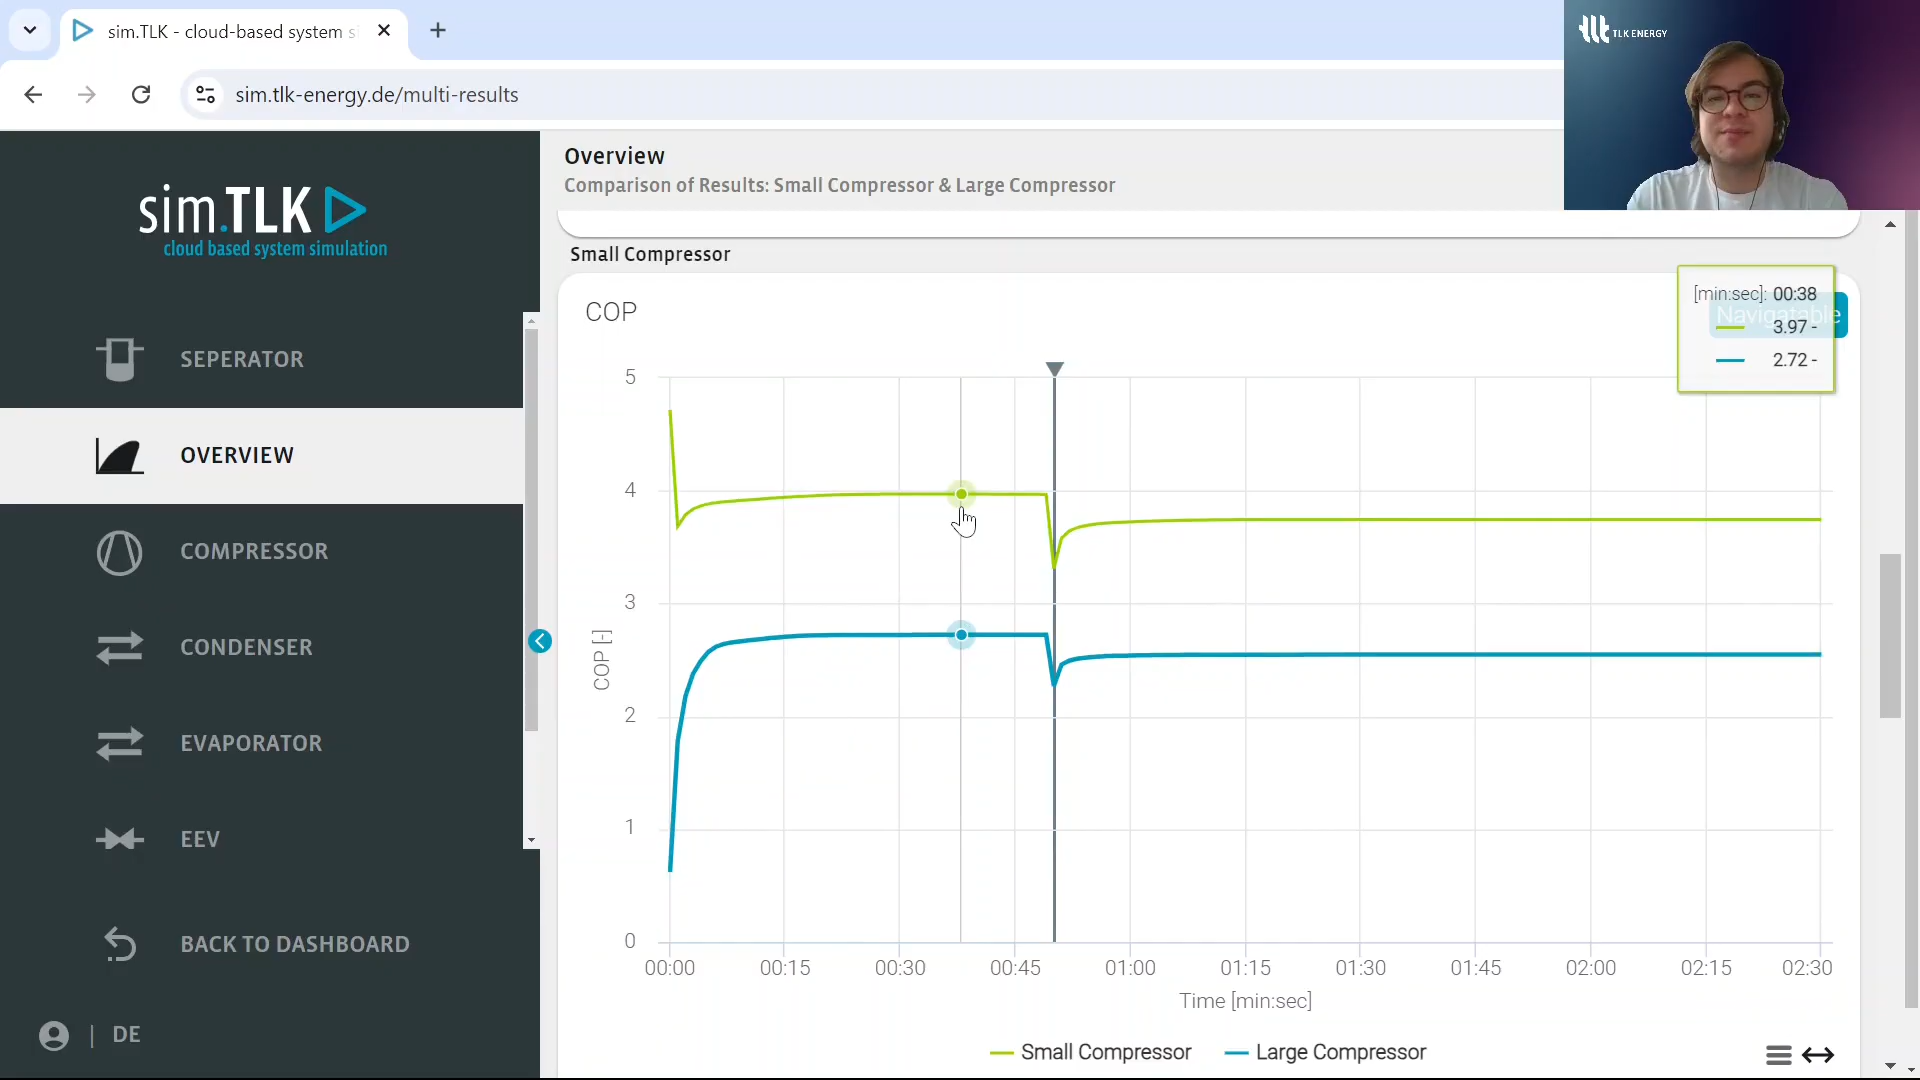 sim.TLK - cloud-based system s
sim.tlk-energy.de/multi-results
TLK ENERGY
sim.TLK
cloud based system simulation
SEPERATOR
OVERVIEW
COMPRESSOR
CONDENSER
EVAPORATOR
EEV
BACK TO DASHBOARD
| DE
Overview
Comparison of Results: Small Compressor & Large Compressor
Small Compressor
COP
Navigatable
[min:sec]: 00:38
3.97 -
2.72 -
5
4
3
2
1
0
COP [-]
00:00 00:15 00:30 00:45 01:00 01:15 01:30 01:45 02:00 02:15 02:30
Time [min:sec]
Small Compressor Large Compressor